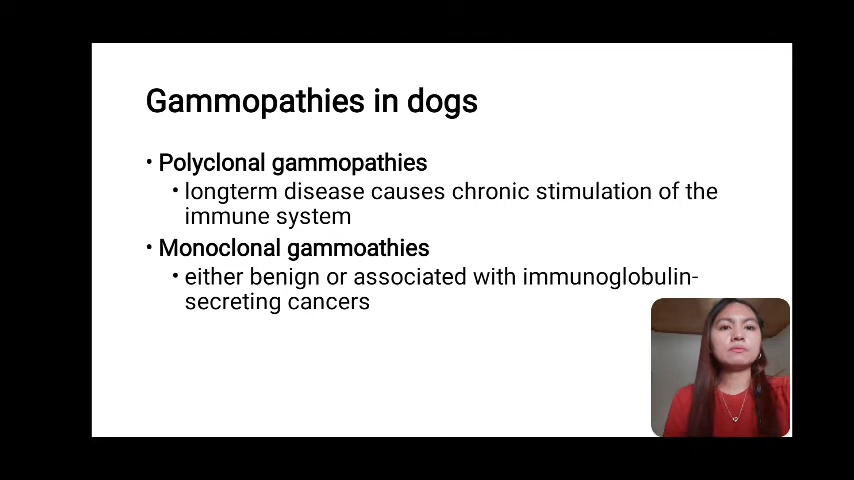 Gammopathies in dogs
• Polyclonal gammopathies
• longterm disease causes chronic stimulation of the
immune system
• Monoclonal gammoathies
• either benign or associated with immunoglobulin-
secreting cancers